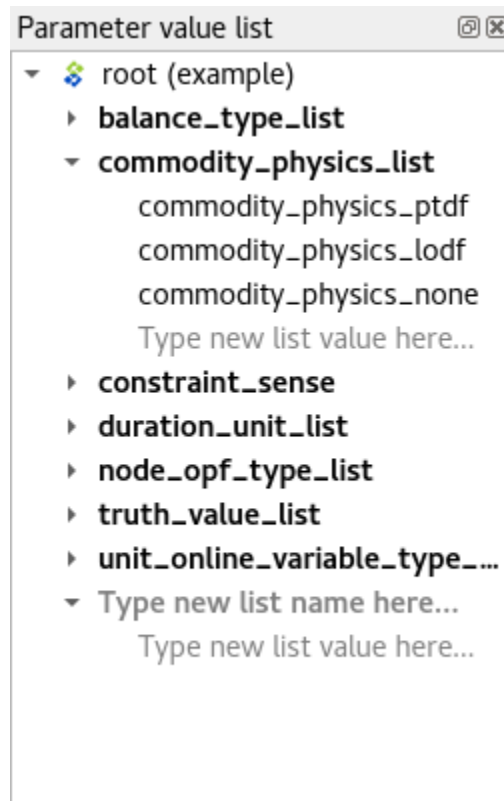 Parameter value list
root (example)
balance_type_list
commodity_physics_list
commodity_physics_ptdf
commodity_physics_lodf
commodity_physics_none
Type new list value here...
constraint_sense
duration_unit_list
node_opf_type_list
truth_value_list
unit_online_variable_type_...
Type new list name here...
Type new list value here...